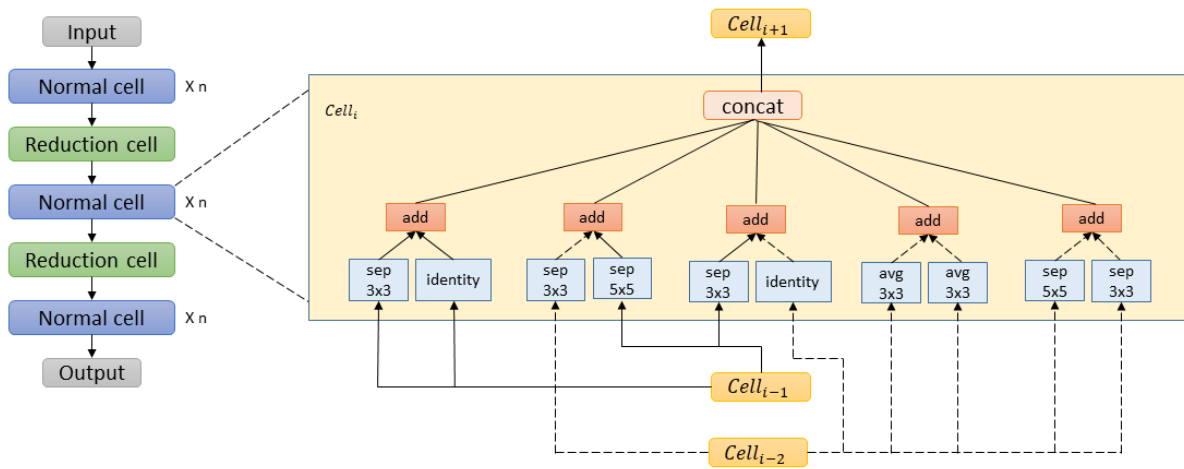 Input
Normal cell
X n
Reduction cell
Normal cell
X n
Reduction cell
Normal cell
X n
Output
Cell_{i+1}
Cell_i
concat
add
add
add
add
add
sep
3x3
identity
sep
3x3
sep
5x5
sep
3x3
identity
avg
3x3
avg
3x3
sep
5x5
sep
3x3
Cell_{i−1}
Cell_{i−2}